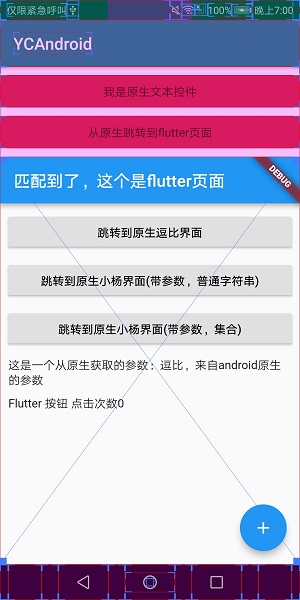 仅限紧急呼叫 100% 晚上7:00
YCAndroid
我是原生文本控件
从原生跳转到flutter页面
匹配到了，这个是flutter页面
DEBUG
跳转到原生逗比界面
跳转到原生小杨界面(带参数，普通字符串)
跳转到原生小杨界面(带参数，集合)
这是一个从原生获取的参数：逗比，来自android原生
的参数
Flutter 按钮 点击次数0